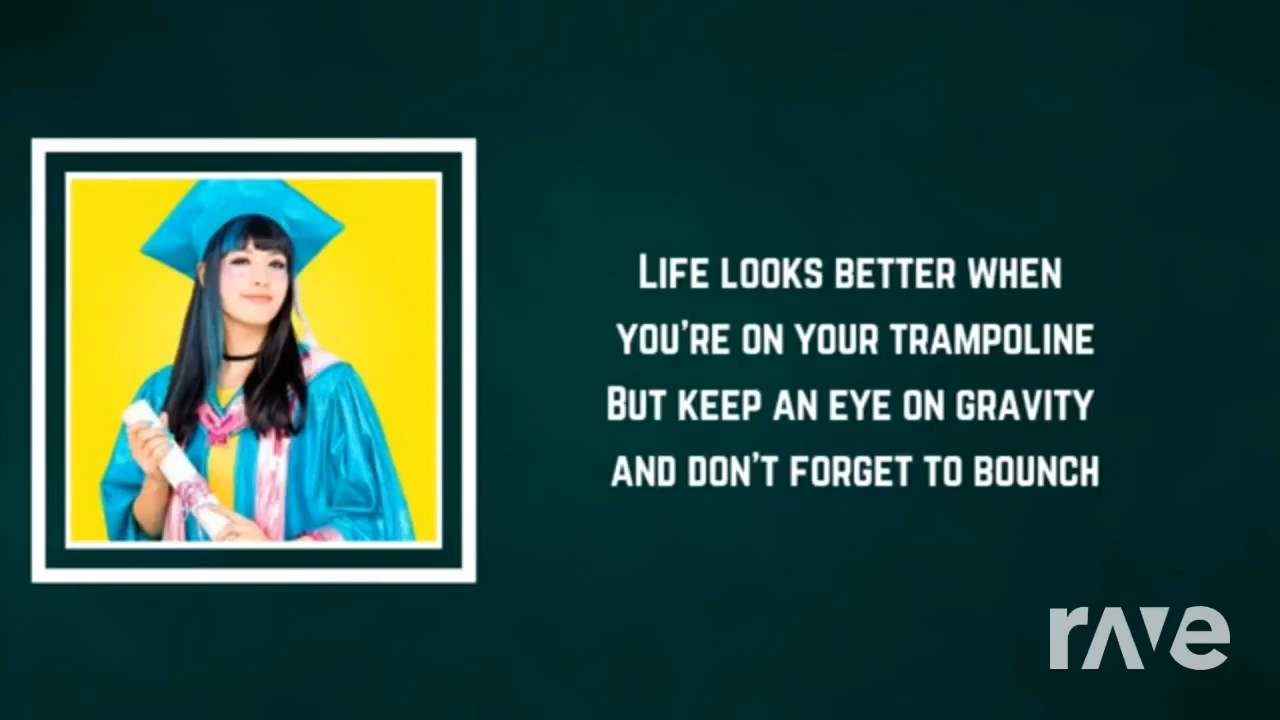 Life looks better when
you're on your trampoline
But keep an eye on gravity
and don't forget to bounch
rave